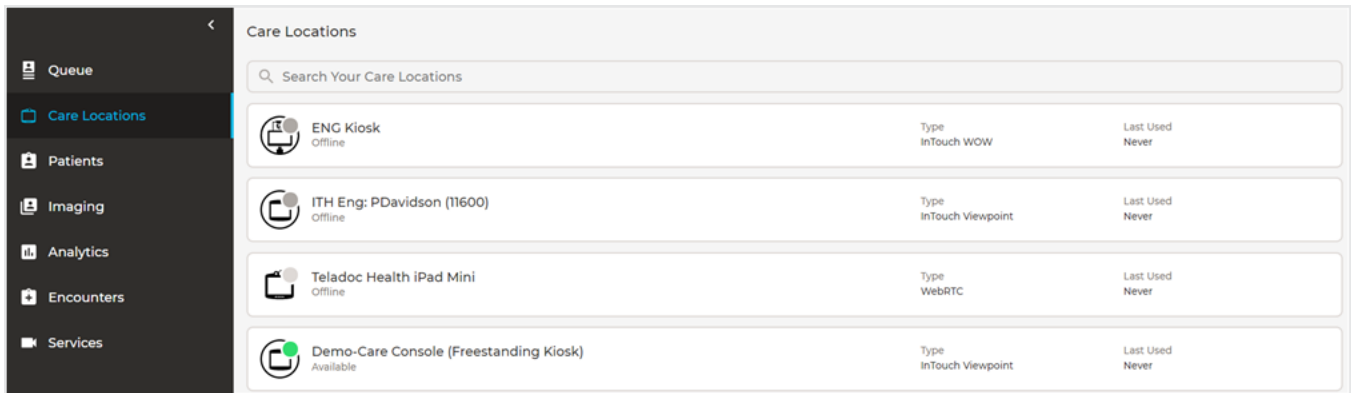 Care Locations
Queue
Search Your Care Locations
Care Locations
ENG Kiosk
Offline
Type
InTouch WOW
Last Used
Never
Patients
Imaging
ITH Eng: PDavidson (11600)
Offline
Type
InTouch Viewpoint
Last Used
Never
Analytics
Teladoc Health iPad Mini
Offline
Type
WebRTC
Last Used
Never
Encounters
Services
Demo-Care Console (Freestanding Kiosk)
Available
Type
InTouch Viewpoint
Last Used
Never